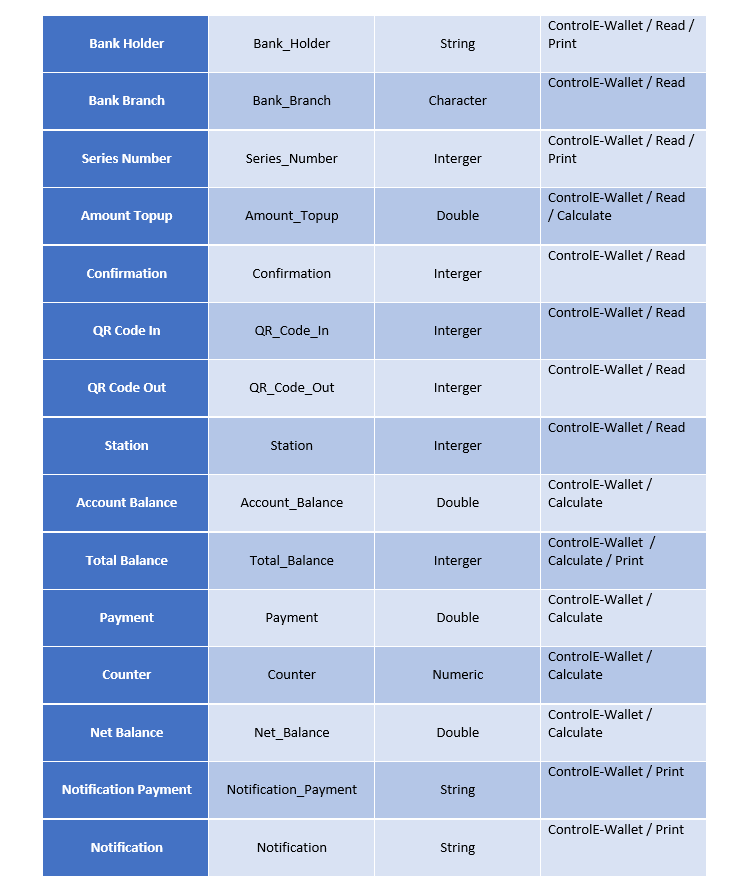 Bank Holder Bank_Holder String ControlE-Wallet / Read /
Print
Bank Branch Bank_Branch Character ControlE-Wallet / Read
Series Number Series_Number Interger ControlE-Wallet / Read /
Print
Amount Topup Amount_Topup Double ControlE-Wallet / Read
/ Calculate
Confirmation Confirmation Interger ControlE-Wallet / Read
QR Code In QR_Code_In Interger ControlE-Wallet / Read
QR Code Out QR_Code_Out Interger ControlE-Wallet / Read
Station Station Interger ControlE-Wallet / Read
Account Balance Account_Balance Double ControlE-Wallet /
Calculate
Total Balance Total_Balance Interger ControlE-Wallet  /
Calculate / Print
Payment Payment Double ControlE-Wallet /
Calculate
Counter Counter Numeric ControlE-Wallet /
Calculate
Net Balance Net_Balance Double ControlE-Wallet /
Calculate
Notification Payment Notification_Payment String ControlE-Wallet / Print
Notification Notification String ControlE-Wallet / Print